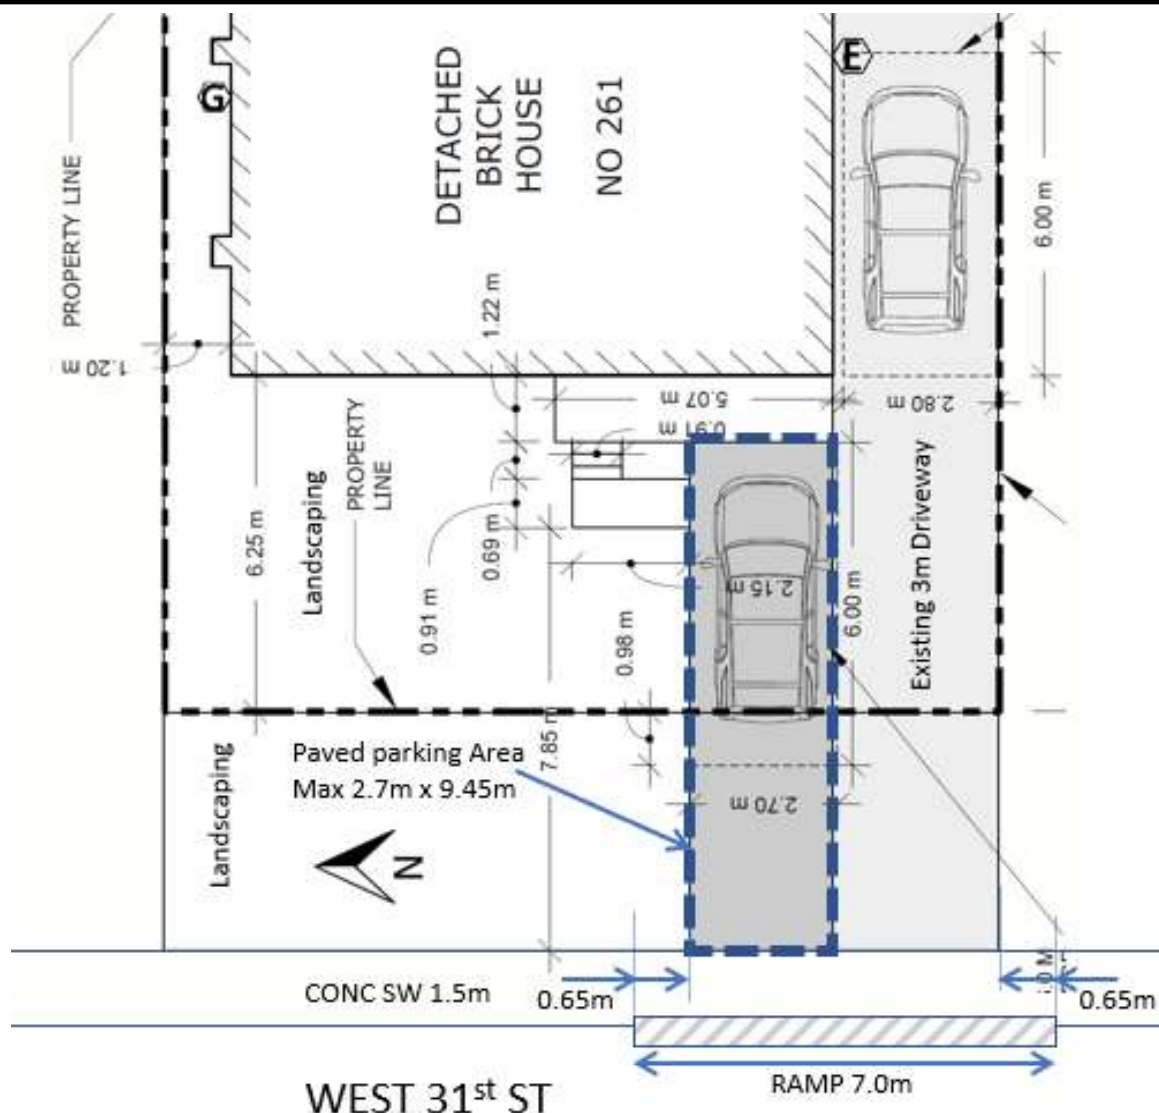 E
G
DETACHED
BRICK
HOUSE
NO 261
PROPERTY LINE
6.00 m
1.22 m
1.20 m
5.07 m
2.80 m
0.91 m
PROPERTY
LINE
Landscaping
6.25 m
0.69 m
0.91 m
2.15 m
6.00 m
Existing 3m Driveway
0.98 m
7.85 m
Paved parking Area
Max 2.7m x 9.45m
2.70 m
Landscaping
N
CONC SW 1.5m
0.65m
0.65m
RAMP 7.0m
WEST 31st ST